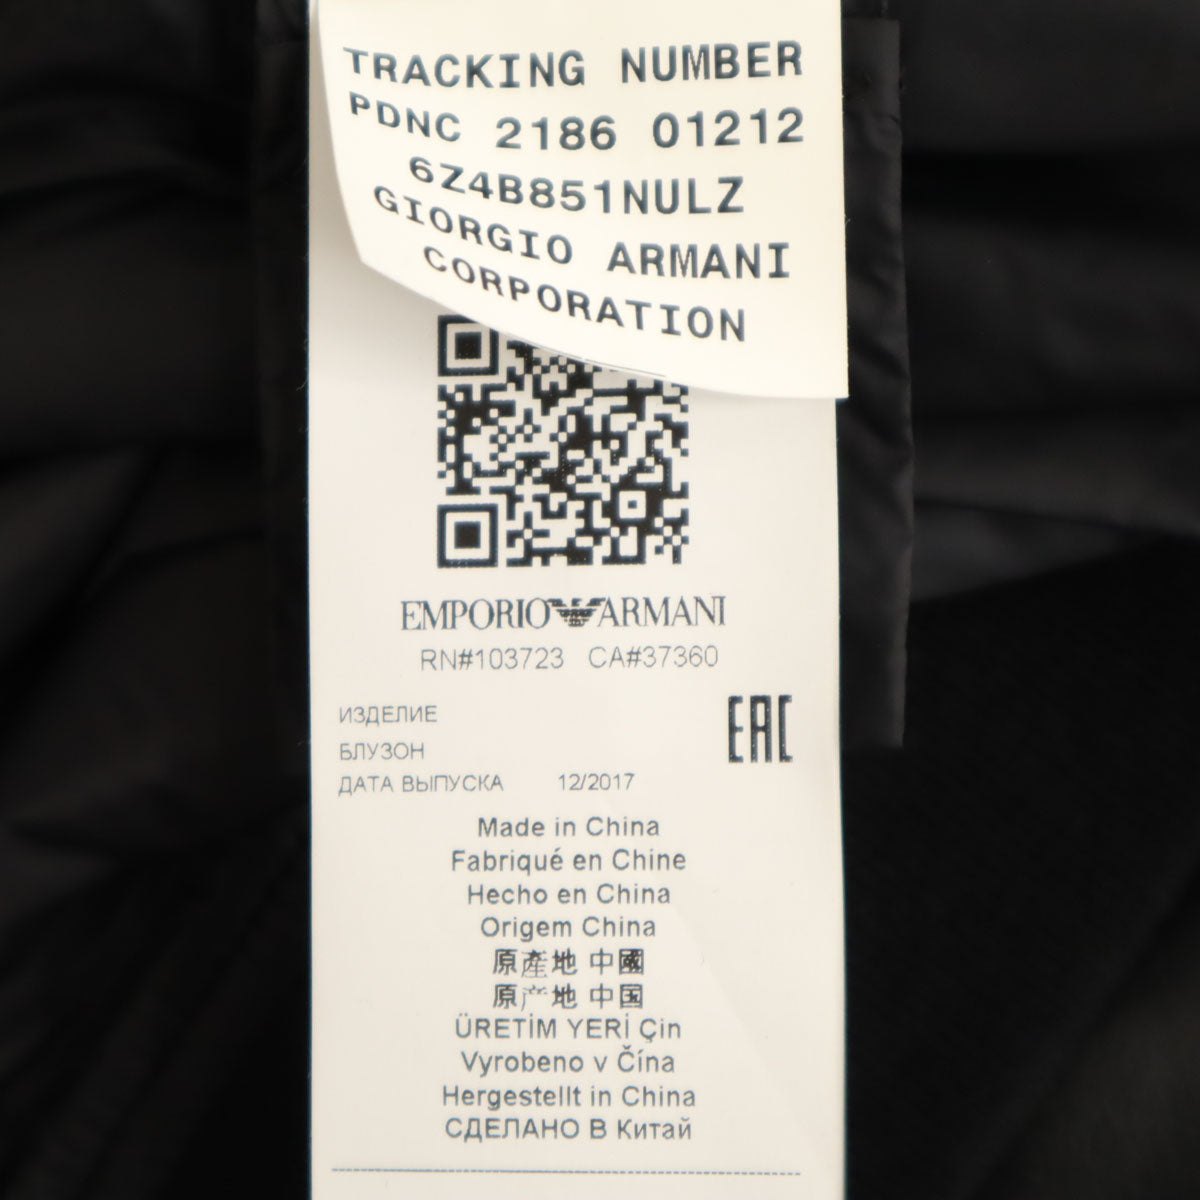 TRACKING NUMBER
PDNC 2186 01212
6Z4B851NULZ
GIORGIO ARMANI
CORPORATION
EMPORIO ARMANI
RN#103723 CA#37360
ИЗДЕЛИЕ
EAC
БЛУЗОН
ДАТА ВЫПУСКА 12/2017
Made in China
Fabriqué en Chine
Hecho en China
Origem China
原產地 中國
原产地 中国
ÜRETİM YERİ Çin
Vyrobeno v Čína
Hergestellt in China
СДЕЛАНО В Китай